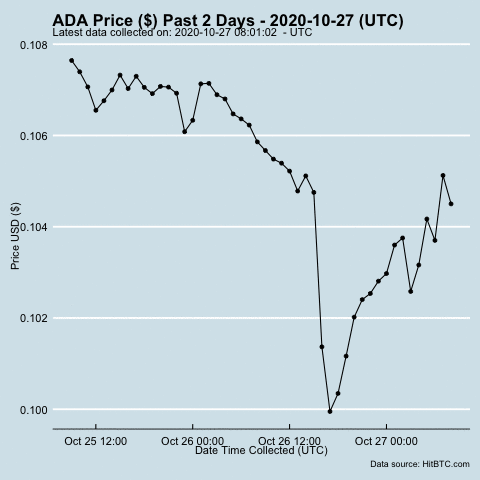 ADA Price ($) Past 2 Days - 2020-10-27 (UTC)
Latest data collected on: 2020-10-27 08:01:02 - UTC
0.108
0.106
0.104
0.102
0.100
Price USD ($)
Oct 25 12:00 Oct 26 00:00 Oct 26 12:00 Oct 27 00:00
Date Time Collected (UTC)
Data source: HitBTC.com